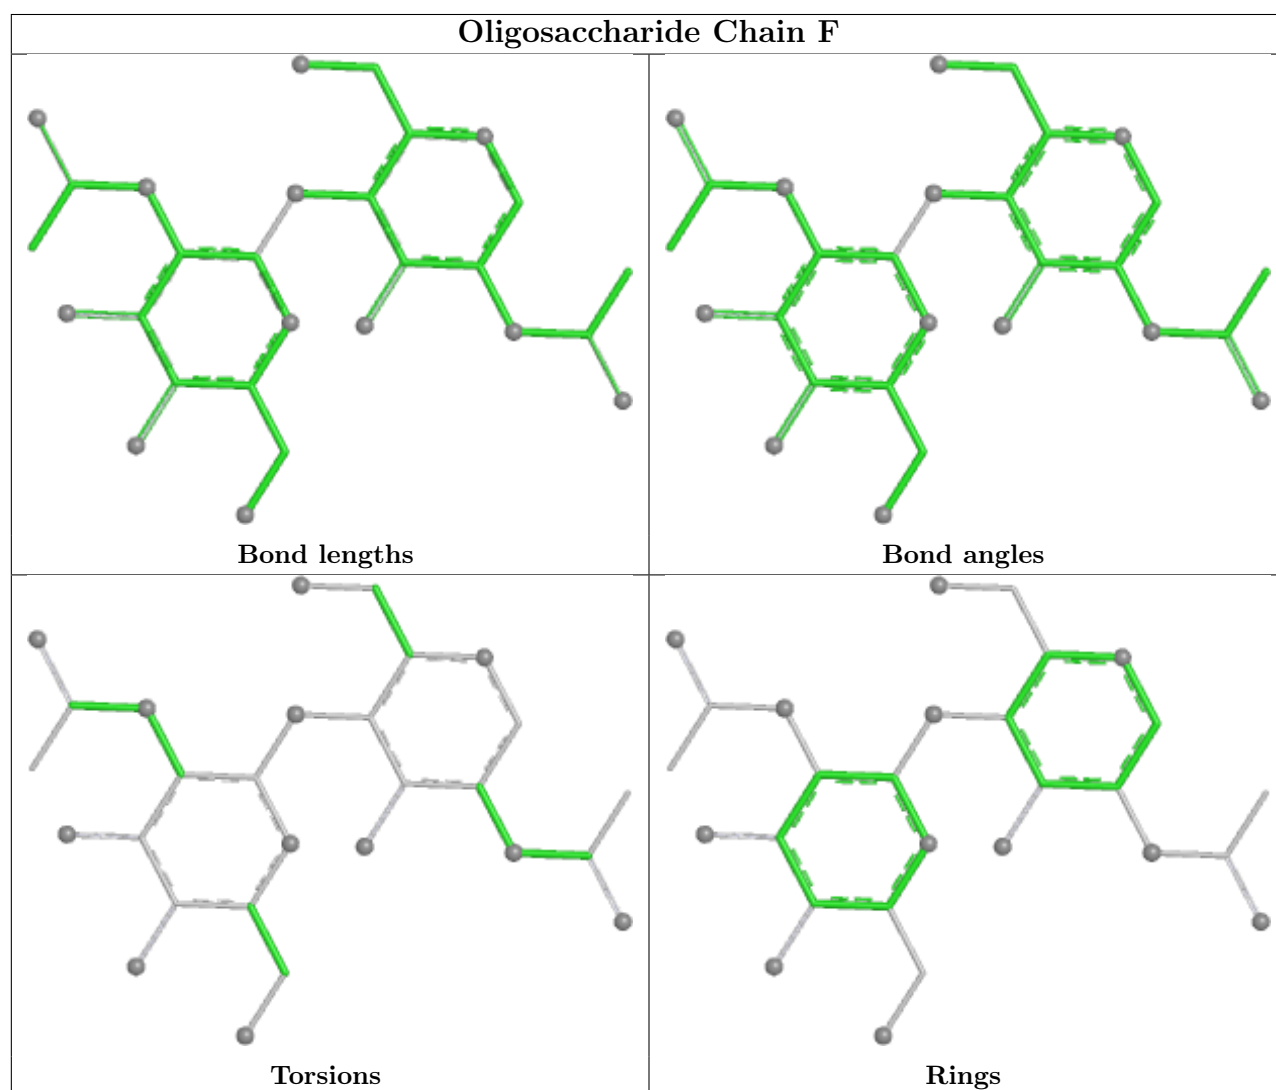 Oligosaccharide Chain F
Bond lengths
Bond angles
Torsions
Rings